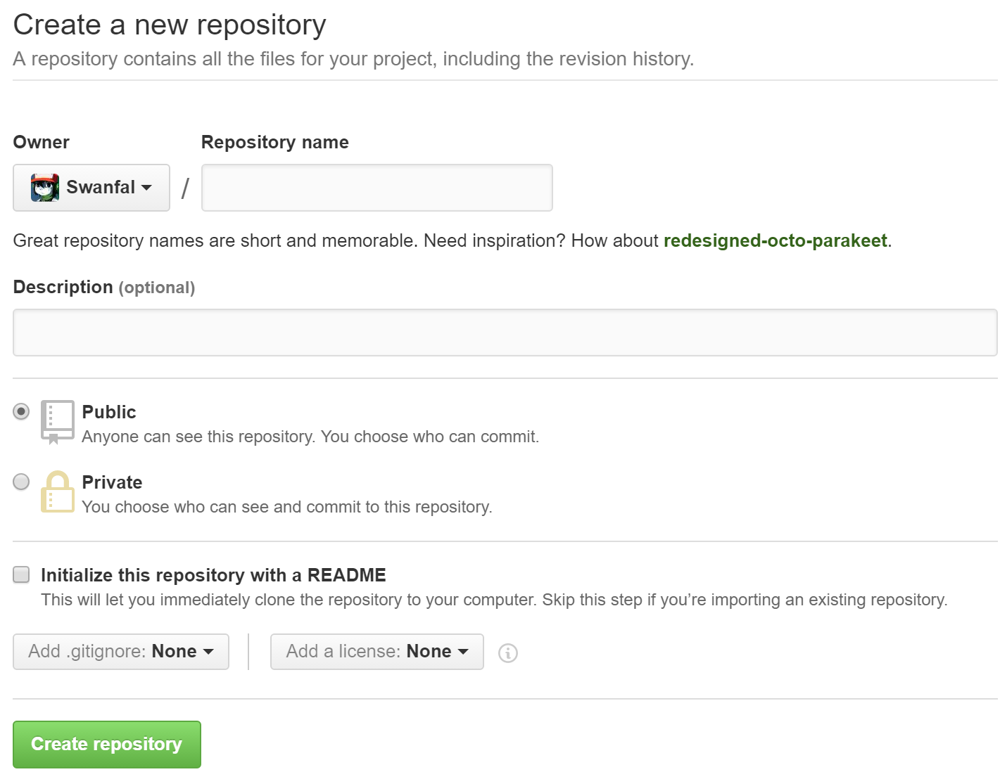 Create a new repository
A repository contains all the files for your project, including the revision history.
Owner
Repository name
Swanfal /
Great repository names are short and memorable. Need inspiration? How about redesigned-octo-parakeet.
Description (optional)
Public
Anyone can see this repository. You choose who can commit.
Private
You choose who can see and commit to this repository.
Initialize this repository with a README
This will let you immediately clone the repository to your computer. Skip this step if you’re importing an existing repository.
Add .gitignore: None
Add a license: None
Create repository